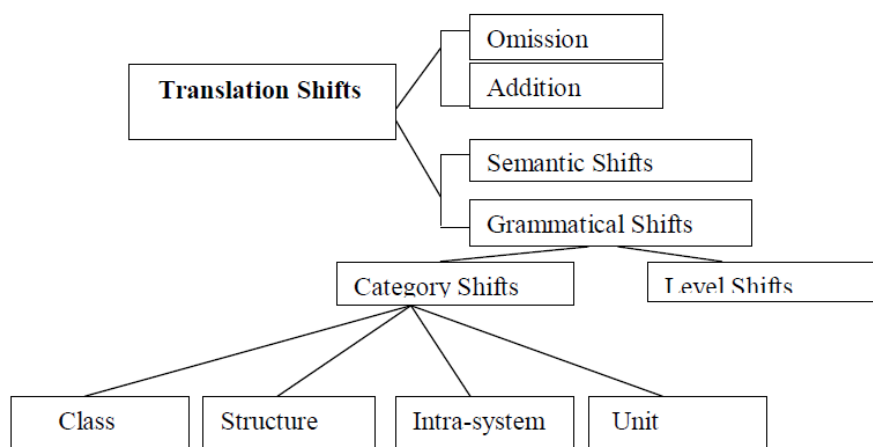 Omission
Translation Shifts
Addition
Semantic Shifts
Grammatical Shifts
Category Shifts
Level Shifts
Class
Structure
Intra-system
Unit